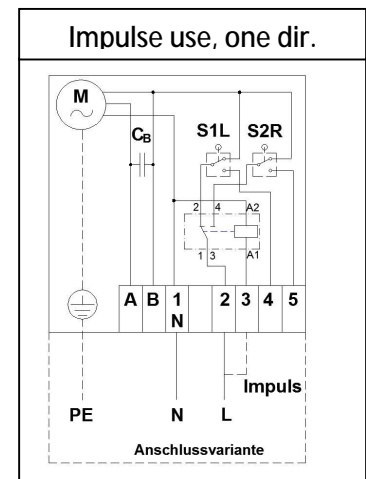 Impulse use, one dir.
M
CB
S1L S2R
2 4 A2
1 3 A1
A B 1 2 3 4 5
N
Impuls
PE N L
Anschlussvariante